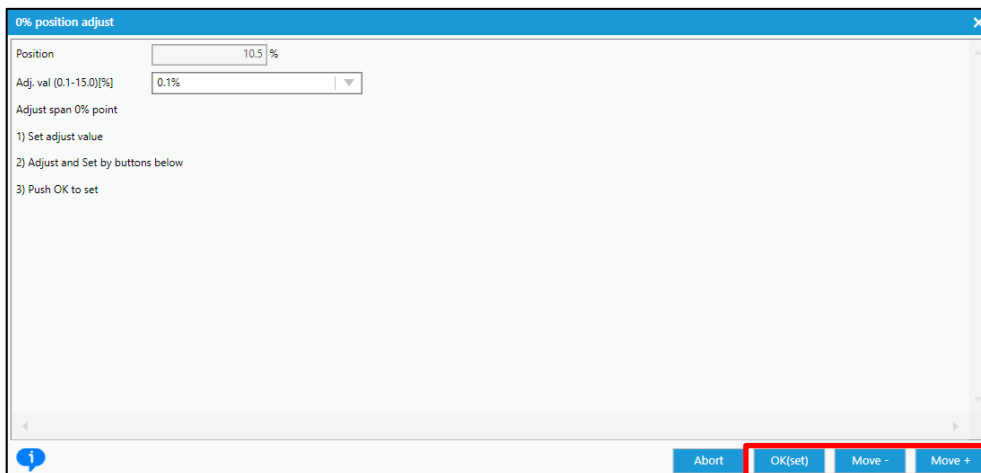 0% position adjust
Position 10.5 %
Adj. val (0.1-15.0)[%] 0.1%
Adjust span 0% point
1) Set adjust value
2) Adjust and Set by buttons below
3) Push OK to set
Abort OK(set) Move - Move +